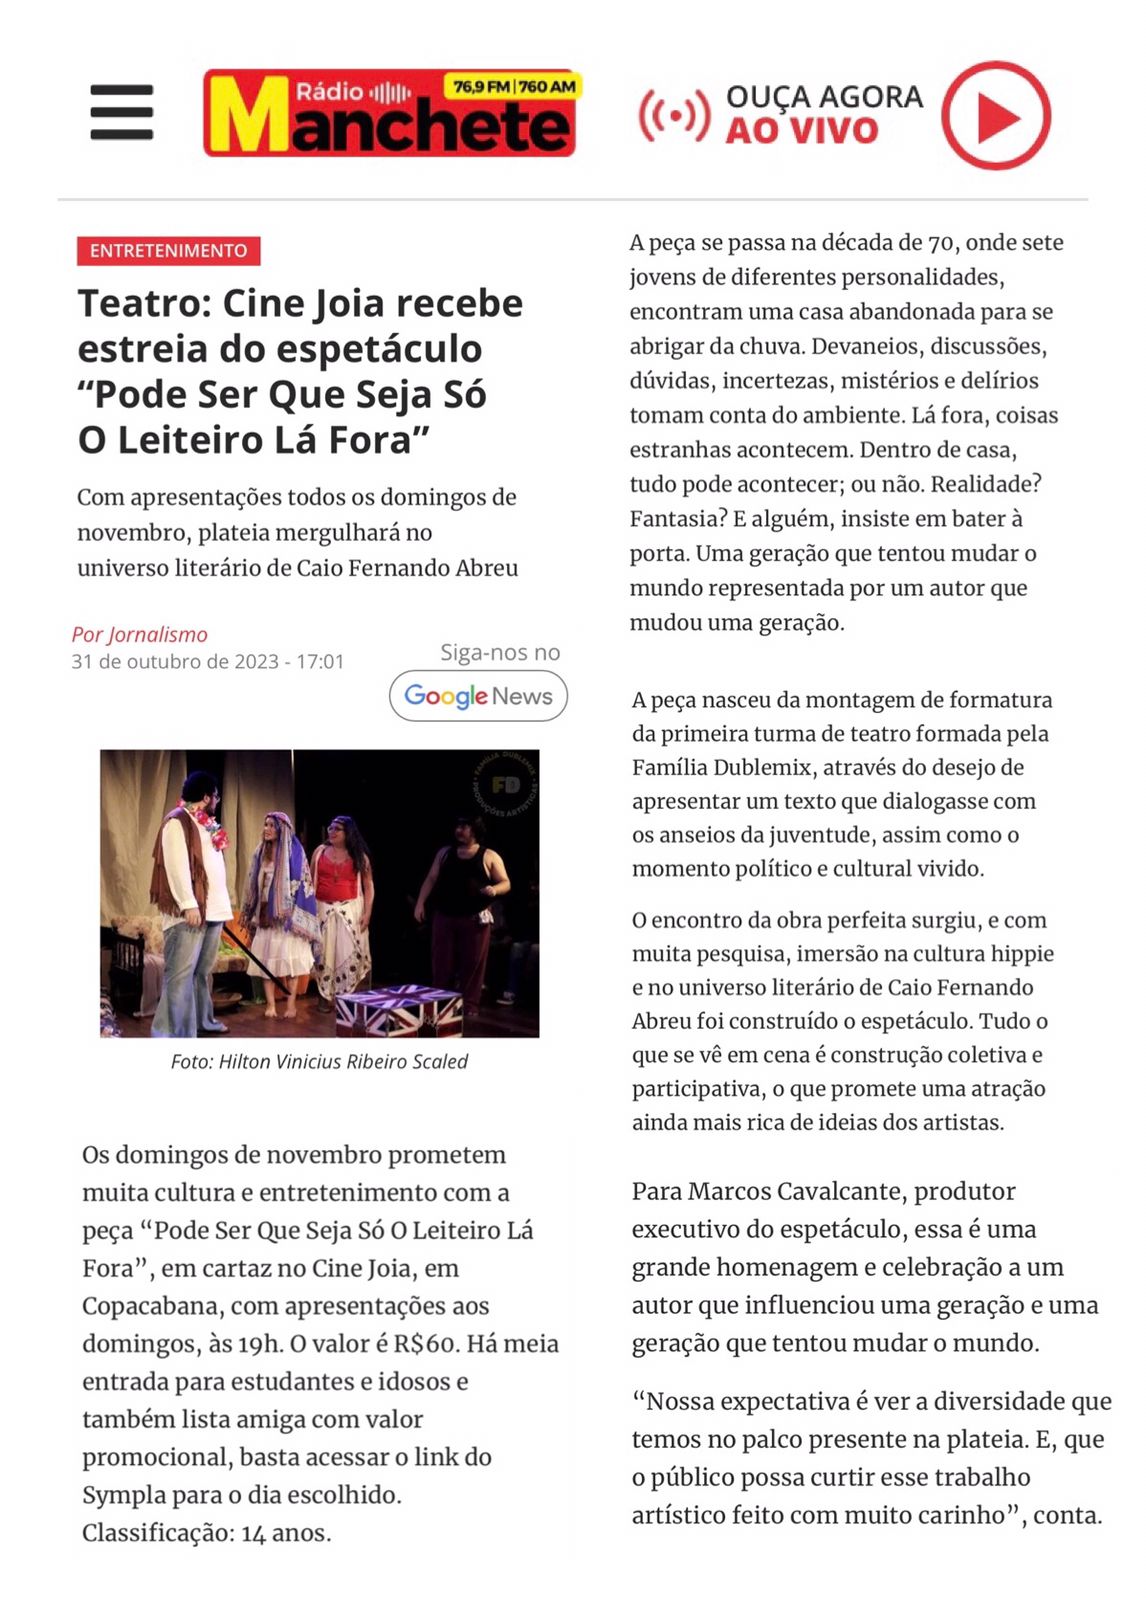 Rádio
Manchete
76,9 FM | 760 AM
OUÇA AGORA
AO VIVO
ENTRETENIMENTO
Teatro: Cine Joia recebe
estreia do espetáculo
“Pode Ser Que Seja Só
O Leiteiro Lá Fora”
Com apresentações todos os domingos de
novembro, plateia mergulhará no
universo literário de Caio Fernando Abreu
Por Jornalismo
31 de outubro de 2023 - 17:01
Siga-nos no
Google News
FAMÍLIA DUBLEMIX
FD
PRODUÇÕES ARTÍSTICAS
Foto: Hilton Vinicius Ribeiro Scaled
Os domingos de novembro prometem
muita cultura e entretenimento com a
peça “Pode Ser Que Seja Só O Leiteiro Lá
Fora”, em cartaz no Cine Joia, em
Copacabana, com apresentações aos
domingos, às 19h. O valor é R$60. Há meia
entrada para estudantes e idosos e
também lista amiga com valor
promocional, basta acessar o link do
Sympla para o dia escolhido.
Classificação: 14 anos.
A peça se passa na década de 70, onde sete
jovens de diferentes personalidades,
encontram uma casa abandonada para se
abrigar da chuva. Devaneios, discussões,
dúvidas, incertezas, mistérios e delírios
tomam conta do ambiente. Lá fora, coisas
estranhas acontecem. Dentro de casa,
tudo pode acontecer; ou não. Realidade?
Fantasia? E alguém, insiste em bater à
porta. Uma geração que tentou mudar o
mundo representada por um autor que
mudou uma geração.
A peça nasceu da montagem de formatura
da primeira turma de teatro formada pela
Família Dublemix, através do desejo de
apresentar um texto que dialogasse com
os anseios da juventude, assim como o
momento político e cultural vivido.
O encontro da obra perfeita surgiu, e com
muita pesquisa, imersão na cultura hippie
e no universo literário de Caio Fernando
Abreu foi construído o espetáculo. Tudo o
que se vê em cena é construção coletiva e
participativa, o que promete uma atração
ainda mais rica de ideias dos artistas.
Para Marcos Cavalcante, produtor
executivo do espetáculo, essa é uma
grande homenagem e celebração a um
autor que influenciou uma geração e uma
geração que tentou mudar o mundo.
“Nossa expectativa é ver a diversidade que
temos no palco presente na plateia. E, que
o público possa curtir esse trabalho
artístico feito com muito carinho”, conta.